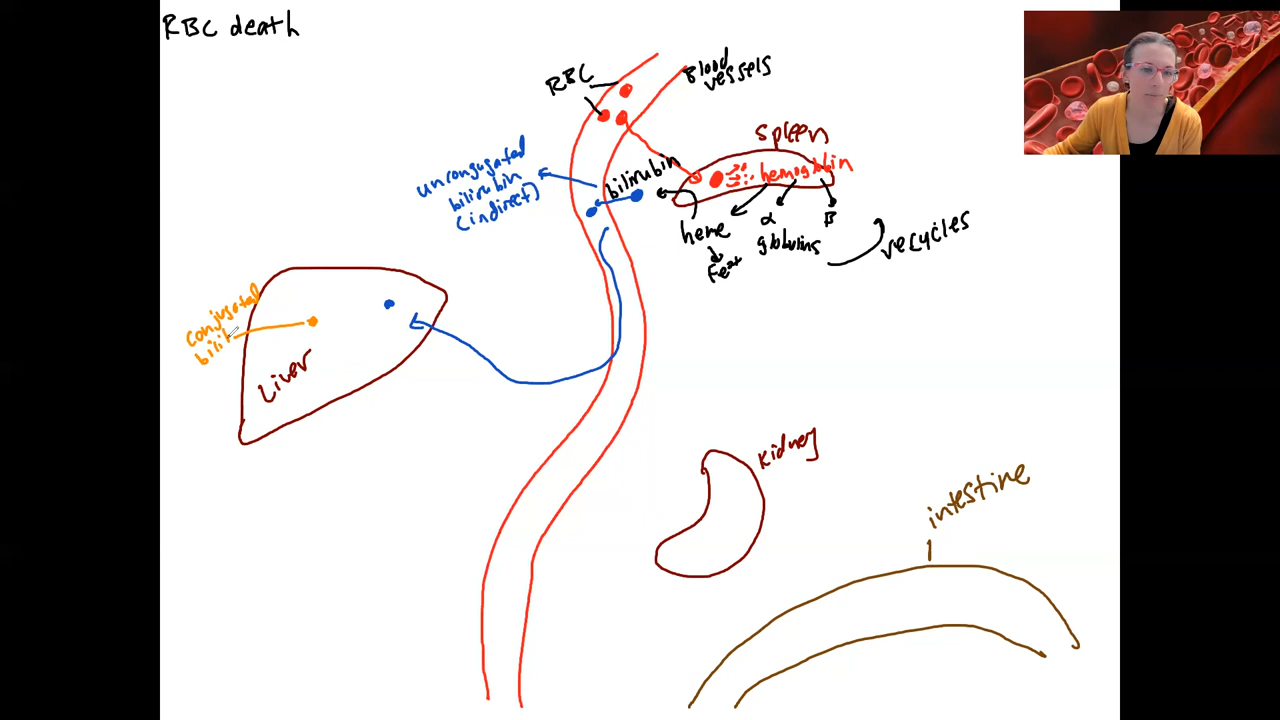 RBC death
RBC
Blood
vessels
spleen
hemoglobin
unconjugated
bilirubin
(indirect)
bilirubin
heme
Fe2+
α
β
globulins
recycles
conjugated
bili
Liver
kidney
intestine